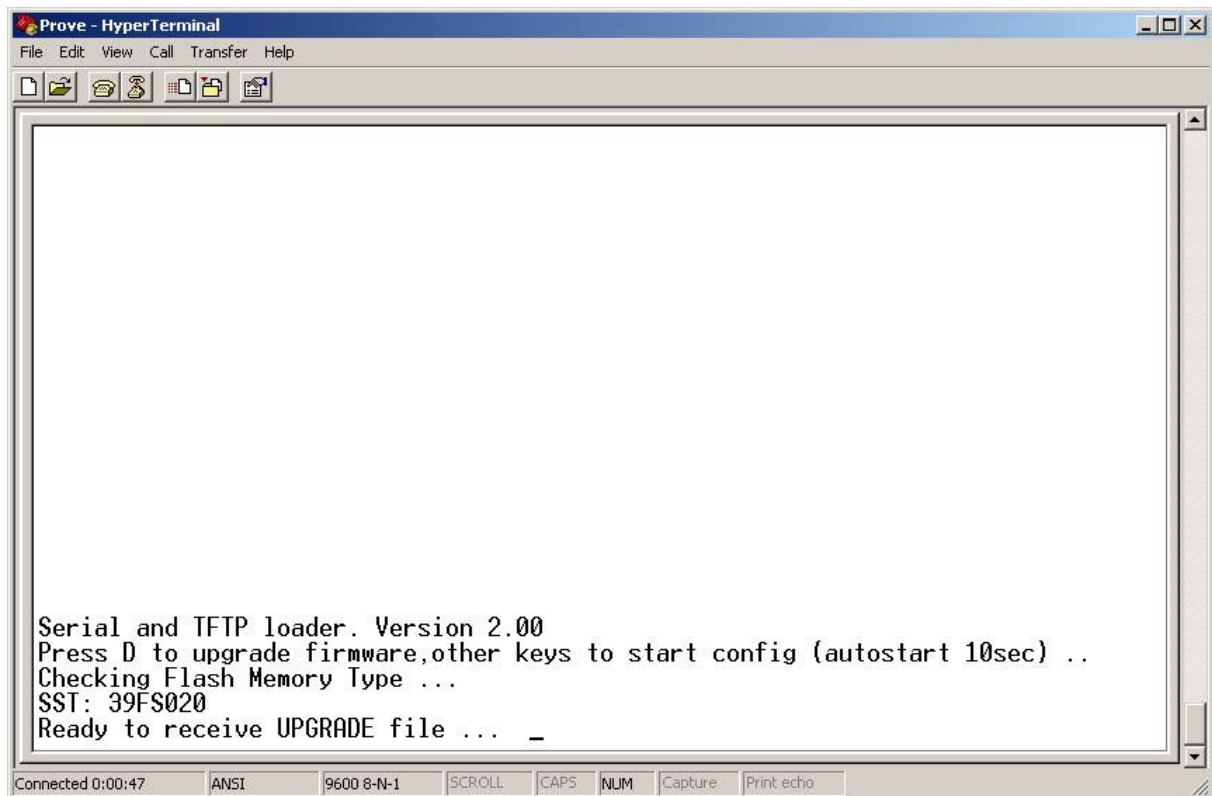 Prove - HyperTerminal
File Edit View Call Transfer Help
Serial and TFTP loader. Version 2.00
Press D to upgrade firmware,other keys to start config (autostart 10sec) ..
Checking Flash Memory Type ...
SST: 39FS020
Ready to receive UPGRADE file ... _
Connected 0:00:47 ANSI 9600 8-N-1 SCROLL CAPS NUM Capture Print echo